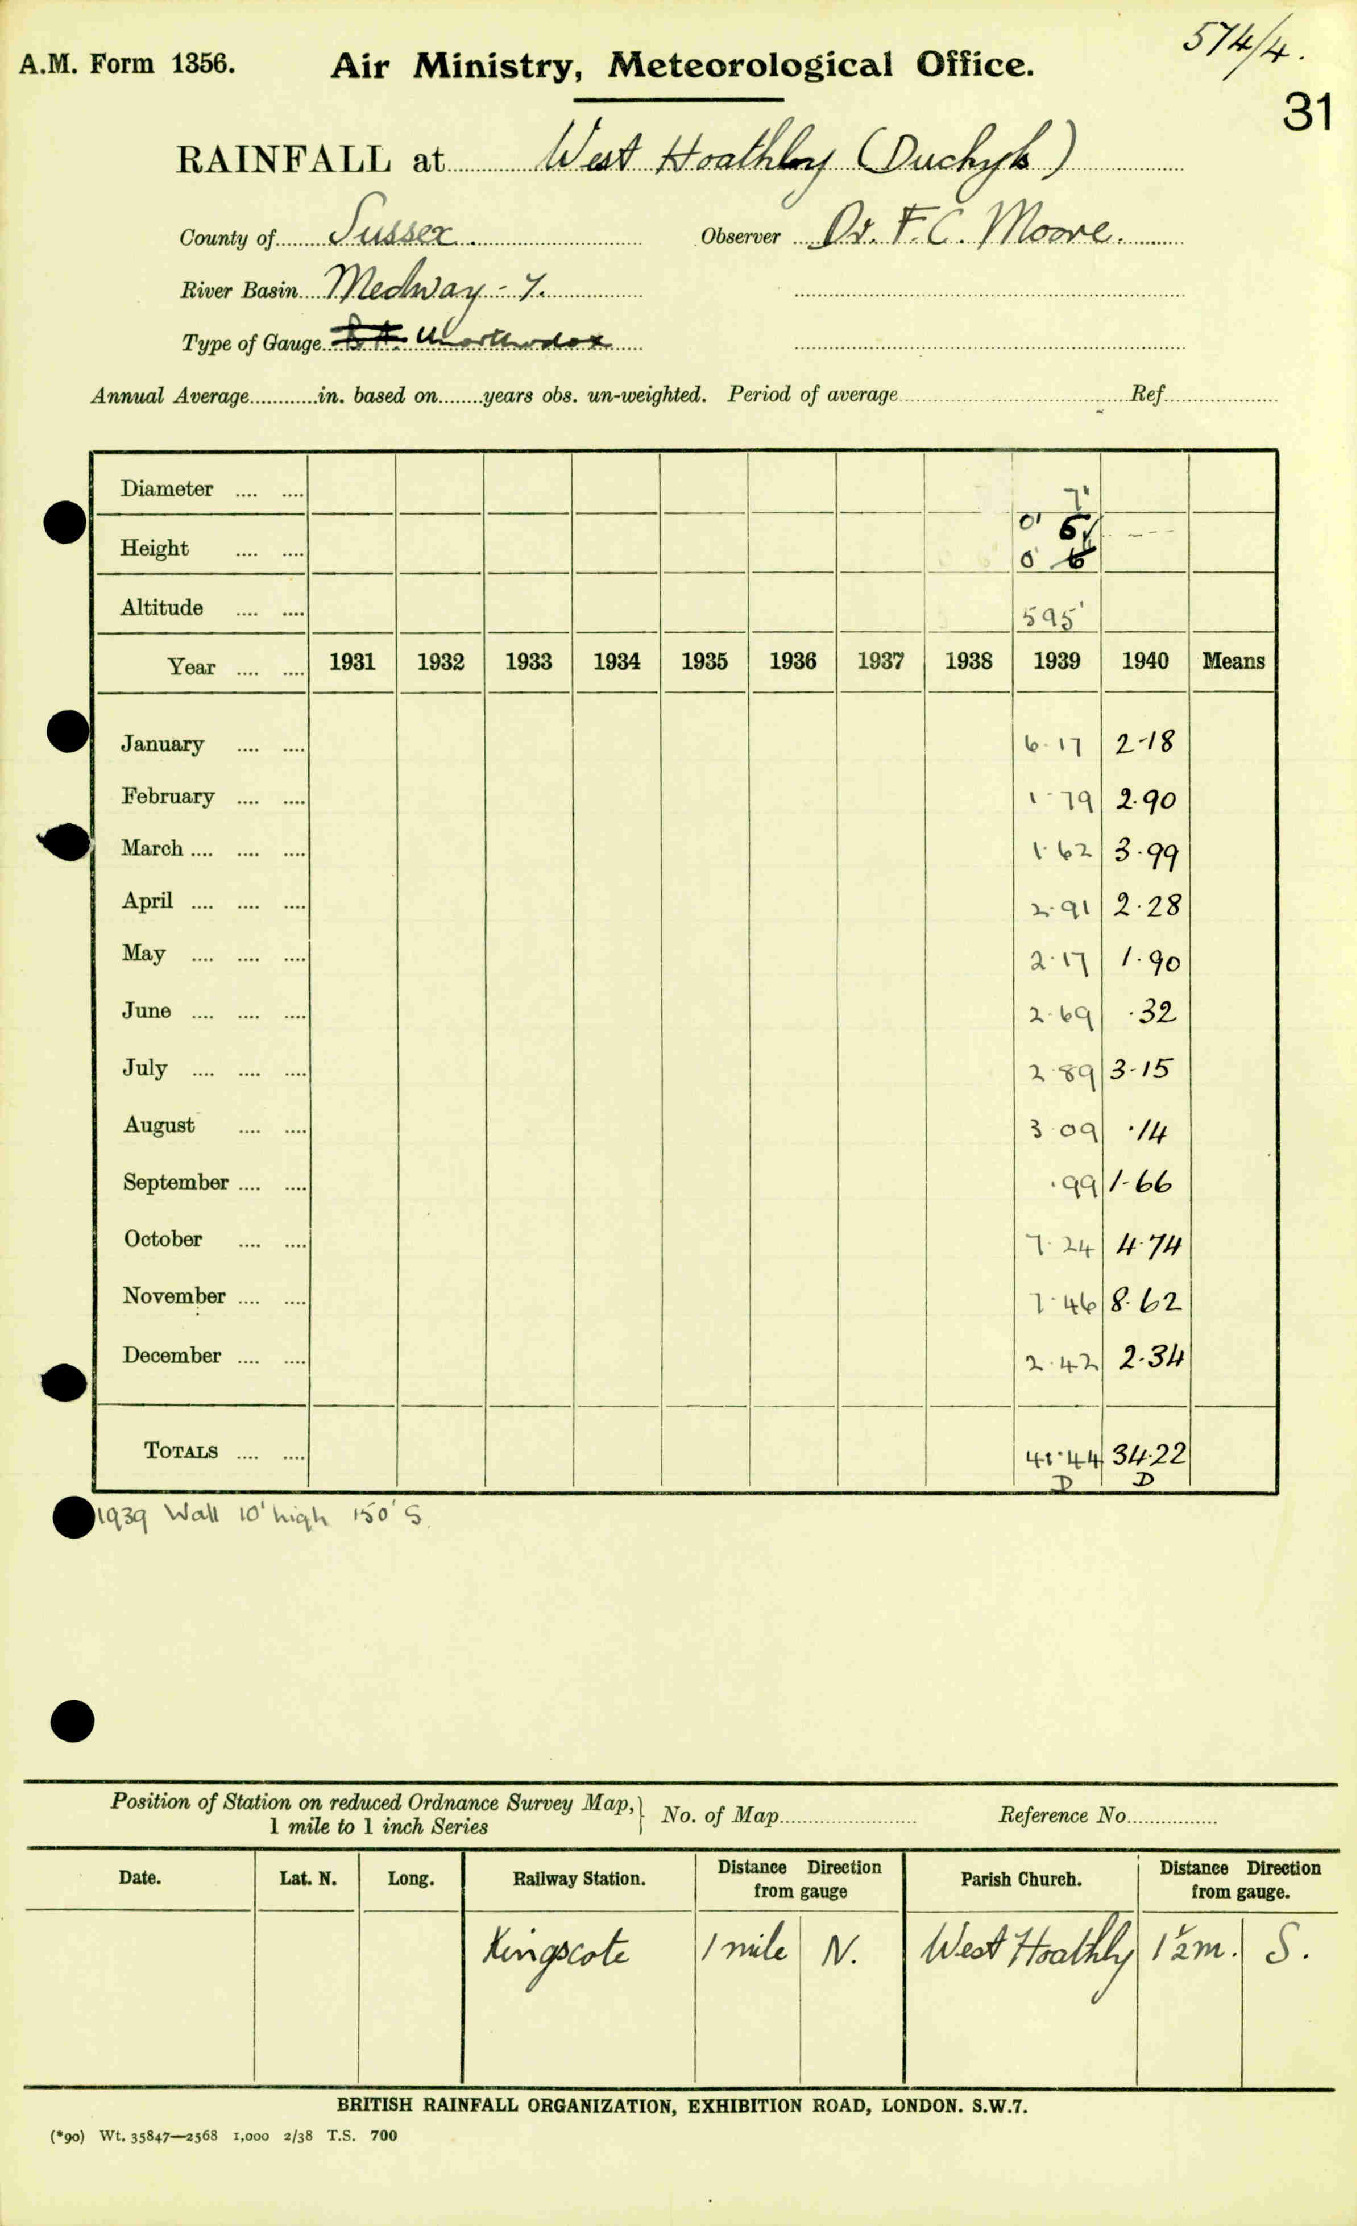 574/4.
A.M. Form 1356. Air Ministry, Meteorological Office.
31
RAINFALL at West Hoathly (Duchyls)
County of Sussex. Observer Dr. F.C. Moore.
River Basin Medway - 7.
Type of Gauge Unorthodox
Annual Average............in. based on........years obs. un-weighted. Period of average Ref
Diameter .... .... 7"
0' 5
Height .... .... 0' 6
Altitude .... .... 595'
Year .... .... 1931 1932 1933 1934 1935 1936 1937 1938 1939 1940 Means
January .... .... 6.17 2.18
February .... .... 1.79 2.90
March .... .... .... 1.62 3.99
April .... .... .... 2.91 2.28
May .... .... .... 2.17 1.90
June .... .... .... 2.69 .32
July .... .... .... 2.89 3.15
August .... .... 3.09 .14
September .... .... .99 1.66
October .... .... 7.24 4.74
November .... .... 7.46 8.62
December .... .... 2.42 2.34
TOTALS .... .... 41.44 34.22
D D
1939 Wall 10' high 150' S
Position of Station on reduced Ordnance Survey Map, } No. of Map Reference No.
1 mile to 1 inch Series
Date. Lat. N. Long. Railway Station. Distance Direction from gauge Parish Church. Distance Direction from gauge.
Kingscote 1 mile N. West Hoathly 1½ m. S.
BRITISH RAINFALL ORGANIZATION, EXHIBITION ROAD, LONDON. S.W.7.
(*90) Wt. 35847—2568 1,000 2/38 T.S. 700